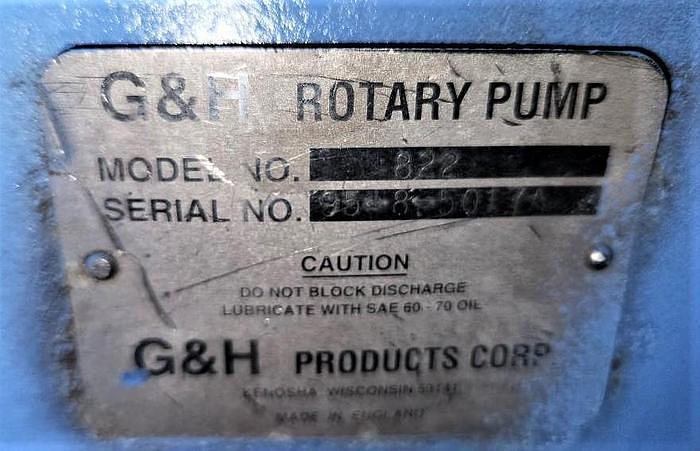 G&H ROTARY PUMP
MODEL NO. 822
SERIAL NO.
CAUTION
DO NOT BLOCK DISCHARGE
LUBRICATE WITH SAE 60 - 70 OIL
G&H PRODUCTS CORP
KENOSHA WISCONSIN 53141
MADE IN ENGLAND